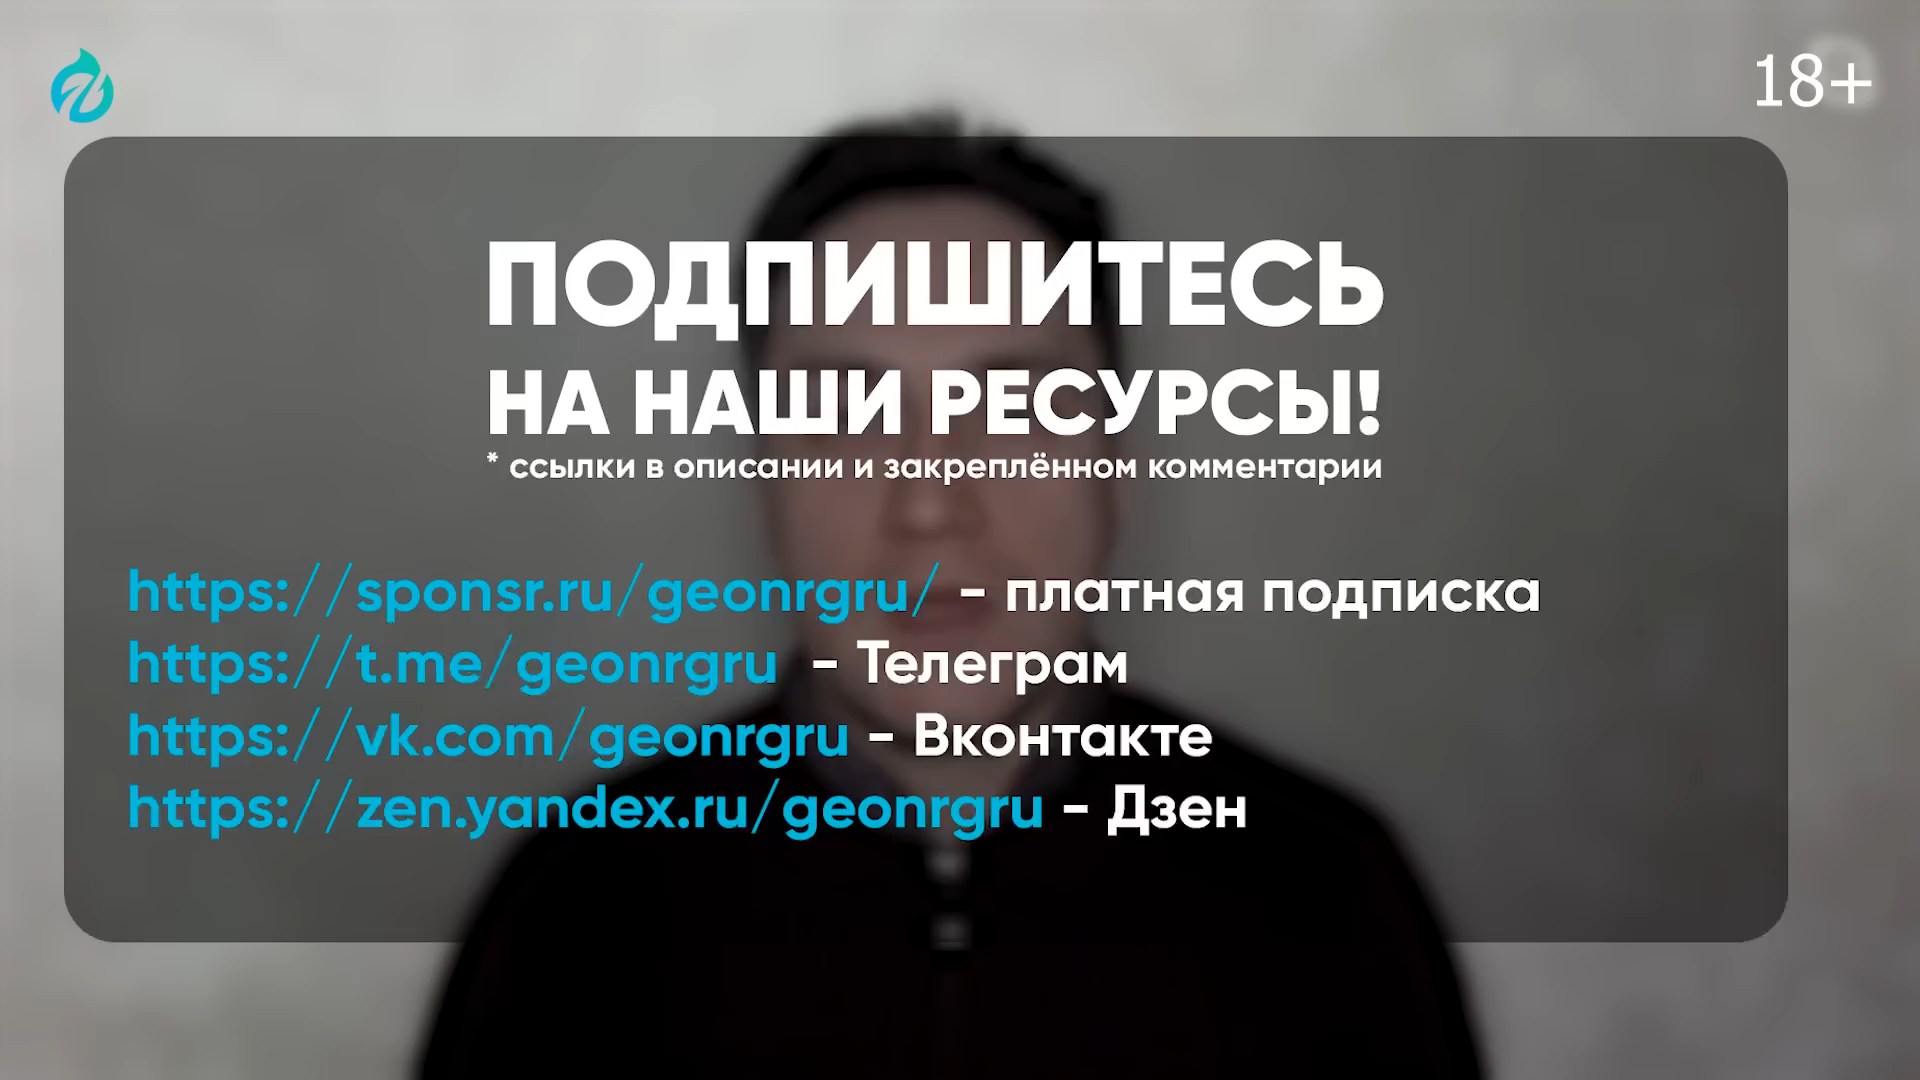 18+
ПОДПИШИТЕСЬ
НА НАШИ РЕСУРСЫ!
* ссылки в описании и закреплённом комментарии
https://sponsr.ru/geonrgru/ - платная подписка
https://t.me/geonrgru - Телеграм
https://vk.com/geonrgru - Вконтакте
https://zen.yandex.ru/geonrgru - Дзен